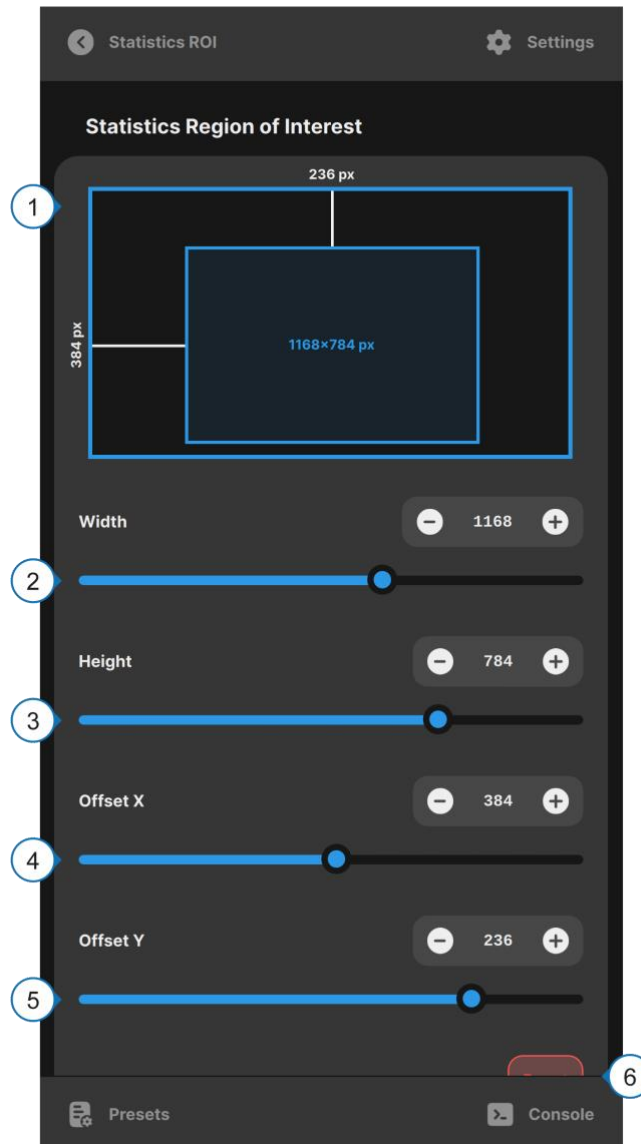 Statistics ROI
Settings
Statistics Region of Interest
236 px
1
384 px
1168×784 px
Width
1168
2
Height
784
3
Offset X
384
4
Offset Y
236
5
6
Presets
Console